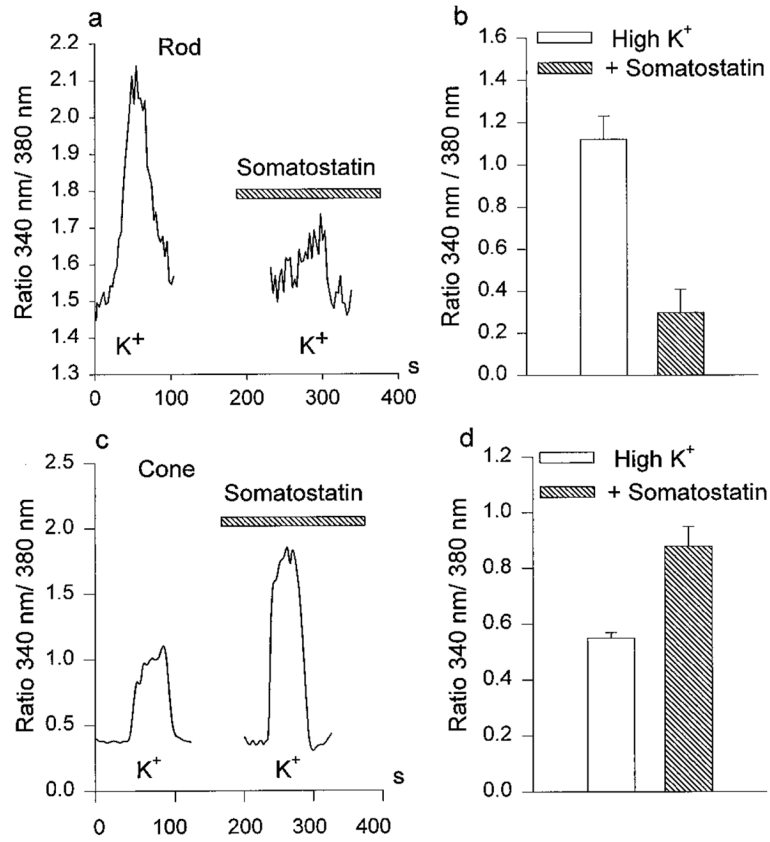 a
Rod
Ratio 340 nm/ 380 nm
2.2
2.1
2.0
1.9
1.8
1.7
1.6
1.5
1.4
1.3
Somatostatin
K+
K+
s
0
100
200
300
400
b
Ratio 340 nm / 380 nm
1.6
1.4
1.2
1.0
0.8
0.6
0.4
0.2
0.0
High K+
+ Somatostatin
c
Cone
Ratio 340 nm/ 380 nm
2.5
2.0
1.5
1.0
0.5
0.0
Somatostatin
K+
K+
s
0
100
200
300
400
d
Ratio 340 nm/ 380 nm
1.2
1.0
0.8
0.6
0.4
0.2
0.0
High K+
+ Somatostatin